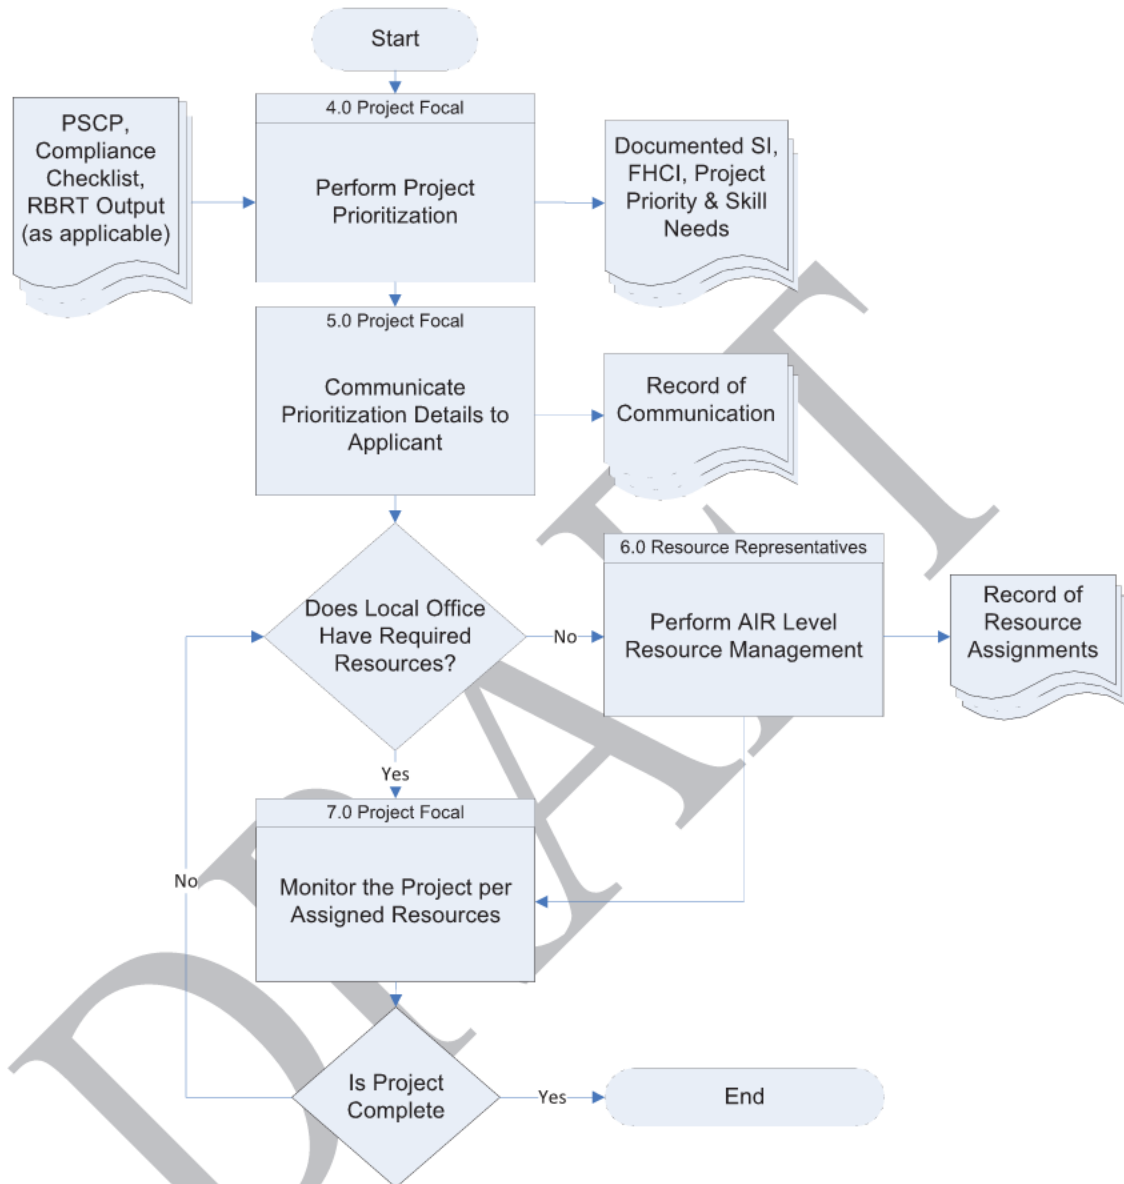 Start
4.0 Project Focal
PSCP,
Compliance
Checklist,
RBRT Output
(as applicable)
Perform Project
Prioritization
Documented SI,
FHCI, Project
Priority & Skill
Needs
5.0 Project Focal
Communicate
Prioritization Details to
Applicant
Record of
Communication
Does Local Office
Have Required
Resources?
No
6.0 Resource Representatives
Perform AIR Level
Resource Management
Record of
Resource
Assignments
Yes
7.0 Project Focal
Monitor the Project per
Assigned Resources
No
Is Project
Complete
Yes
End
DRAFT